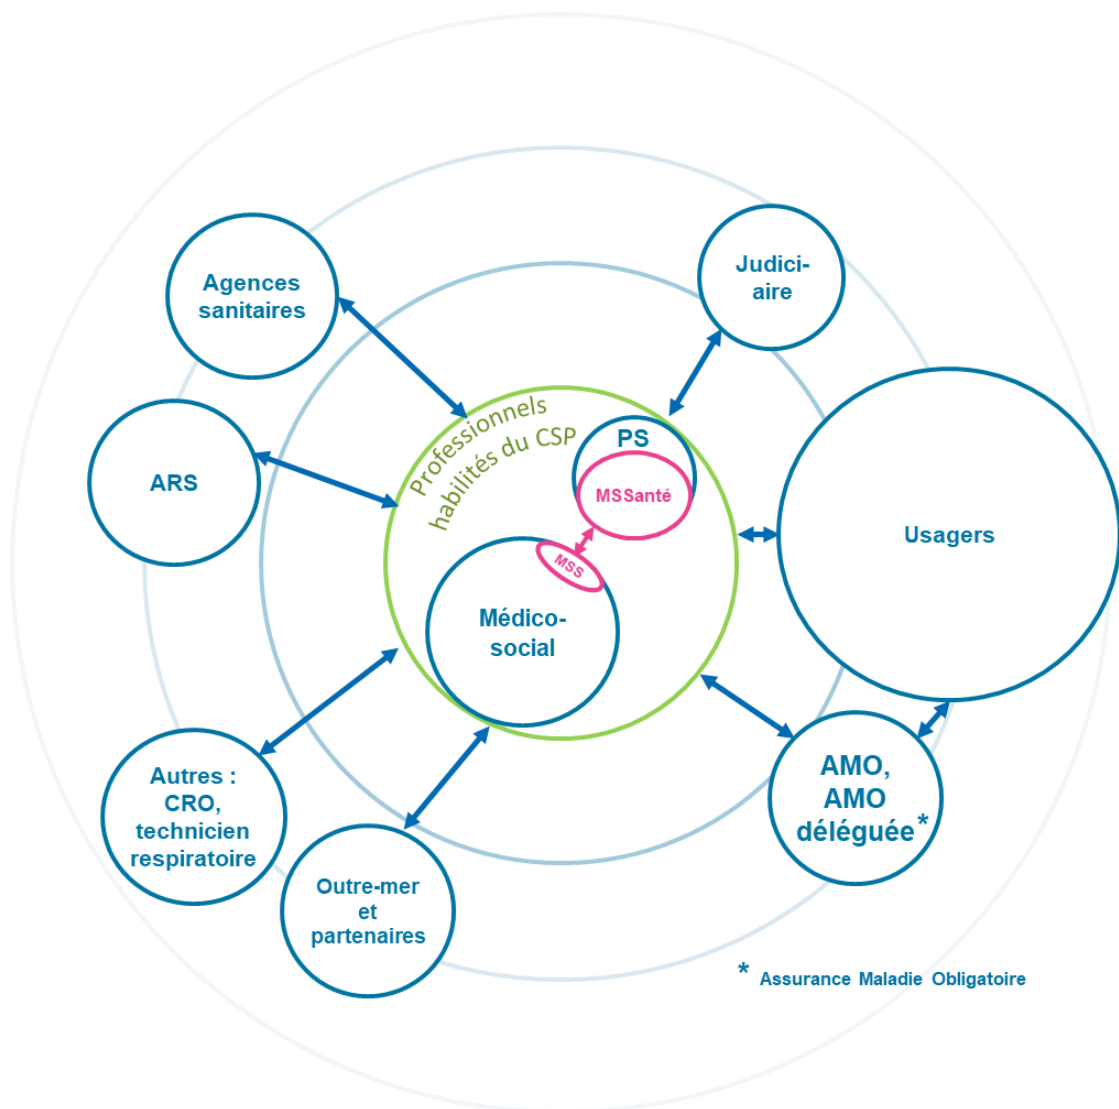 Agences
sanitaires
Judici-
aire
ARS
Professionnels
habilités du CSP
PS
MSSanté
MSS
Médico-
social
Usagers
Autres :
CRO,
technicien
respiratoire
AMO,
AMO
déléguée*
Outre-mer
et
partenaires
* Assurance Maladie Obligatoire